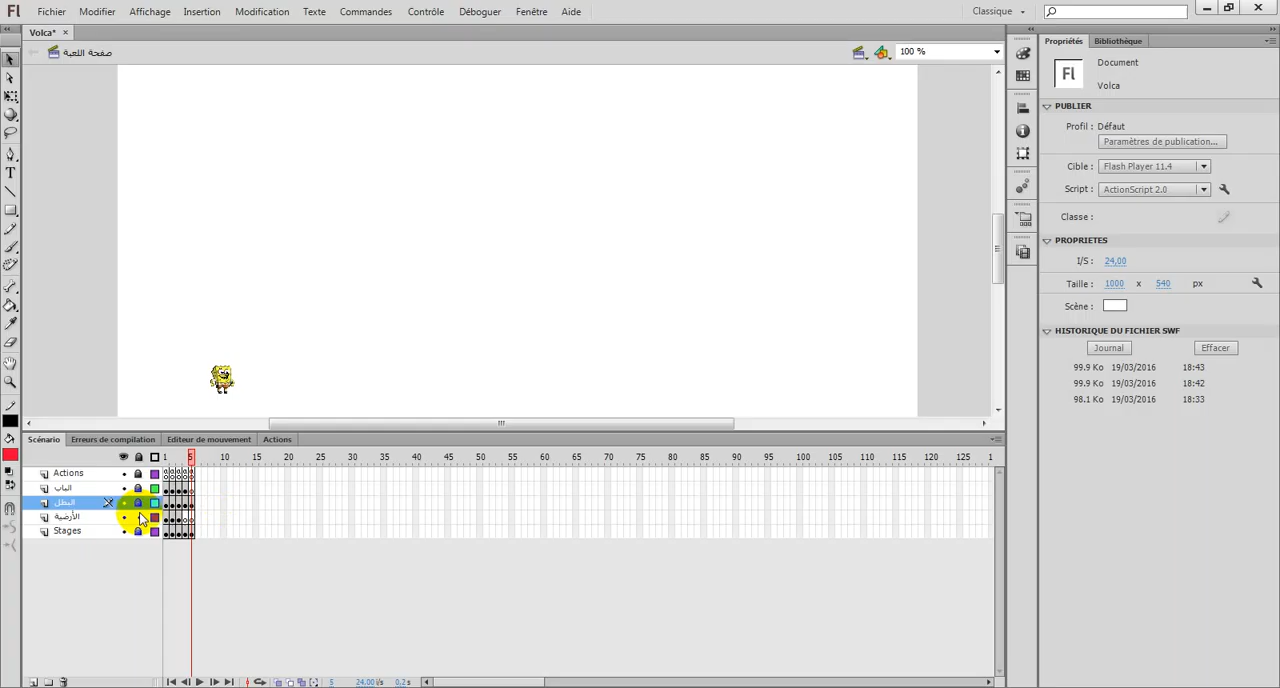 Fl Fichier Modifier Affichage Insertion Modification Texte Commandes Contrôle Déboguer Fenêtre Aide Classique
Volca* ×
صفحة اللعبة 100 %
Propriétés Bibliothèque
Fl Document
Volca
PUBLIER
Profil : Défaut
Paramètres de publication...
Cible : Flash Player 11.4
Script : ActionScript 2.0
Classe :
PROPRIETES
I/S : 24,00
Taille : 1000 x 540 px
Scène :
HISTORIQUE DU FICHIER SWF
Journal Effacer
99.9 Ko 19/03/2016 18:43
99.9 Ko 19/03/2016 18:42
98.1 Ko 19/03/2016 18:33
Scénario Erreurs de compilation Editeur de mouvement Actions
1 5 10 15 20 25 30 35 40 45 50 55 60 65 70 75 80 85 90 95 100 105 110 115 120 125 1
Actions
الباب
البطل
الأرضية
Stages
5 24,00 i/s 0,2 s